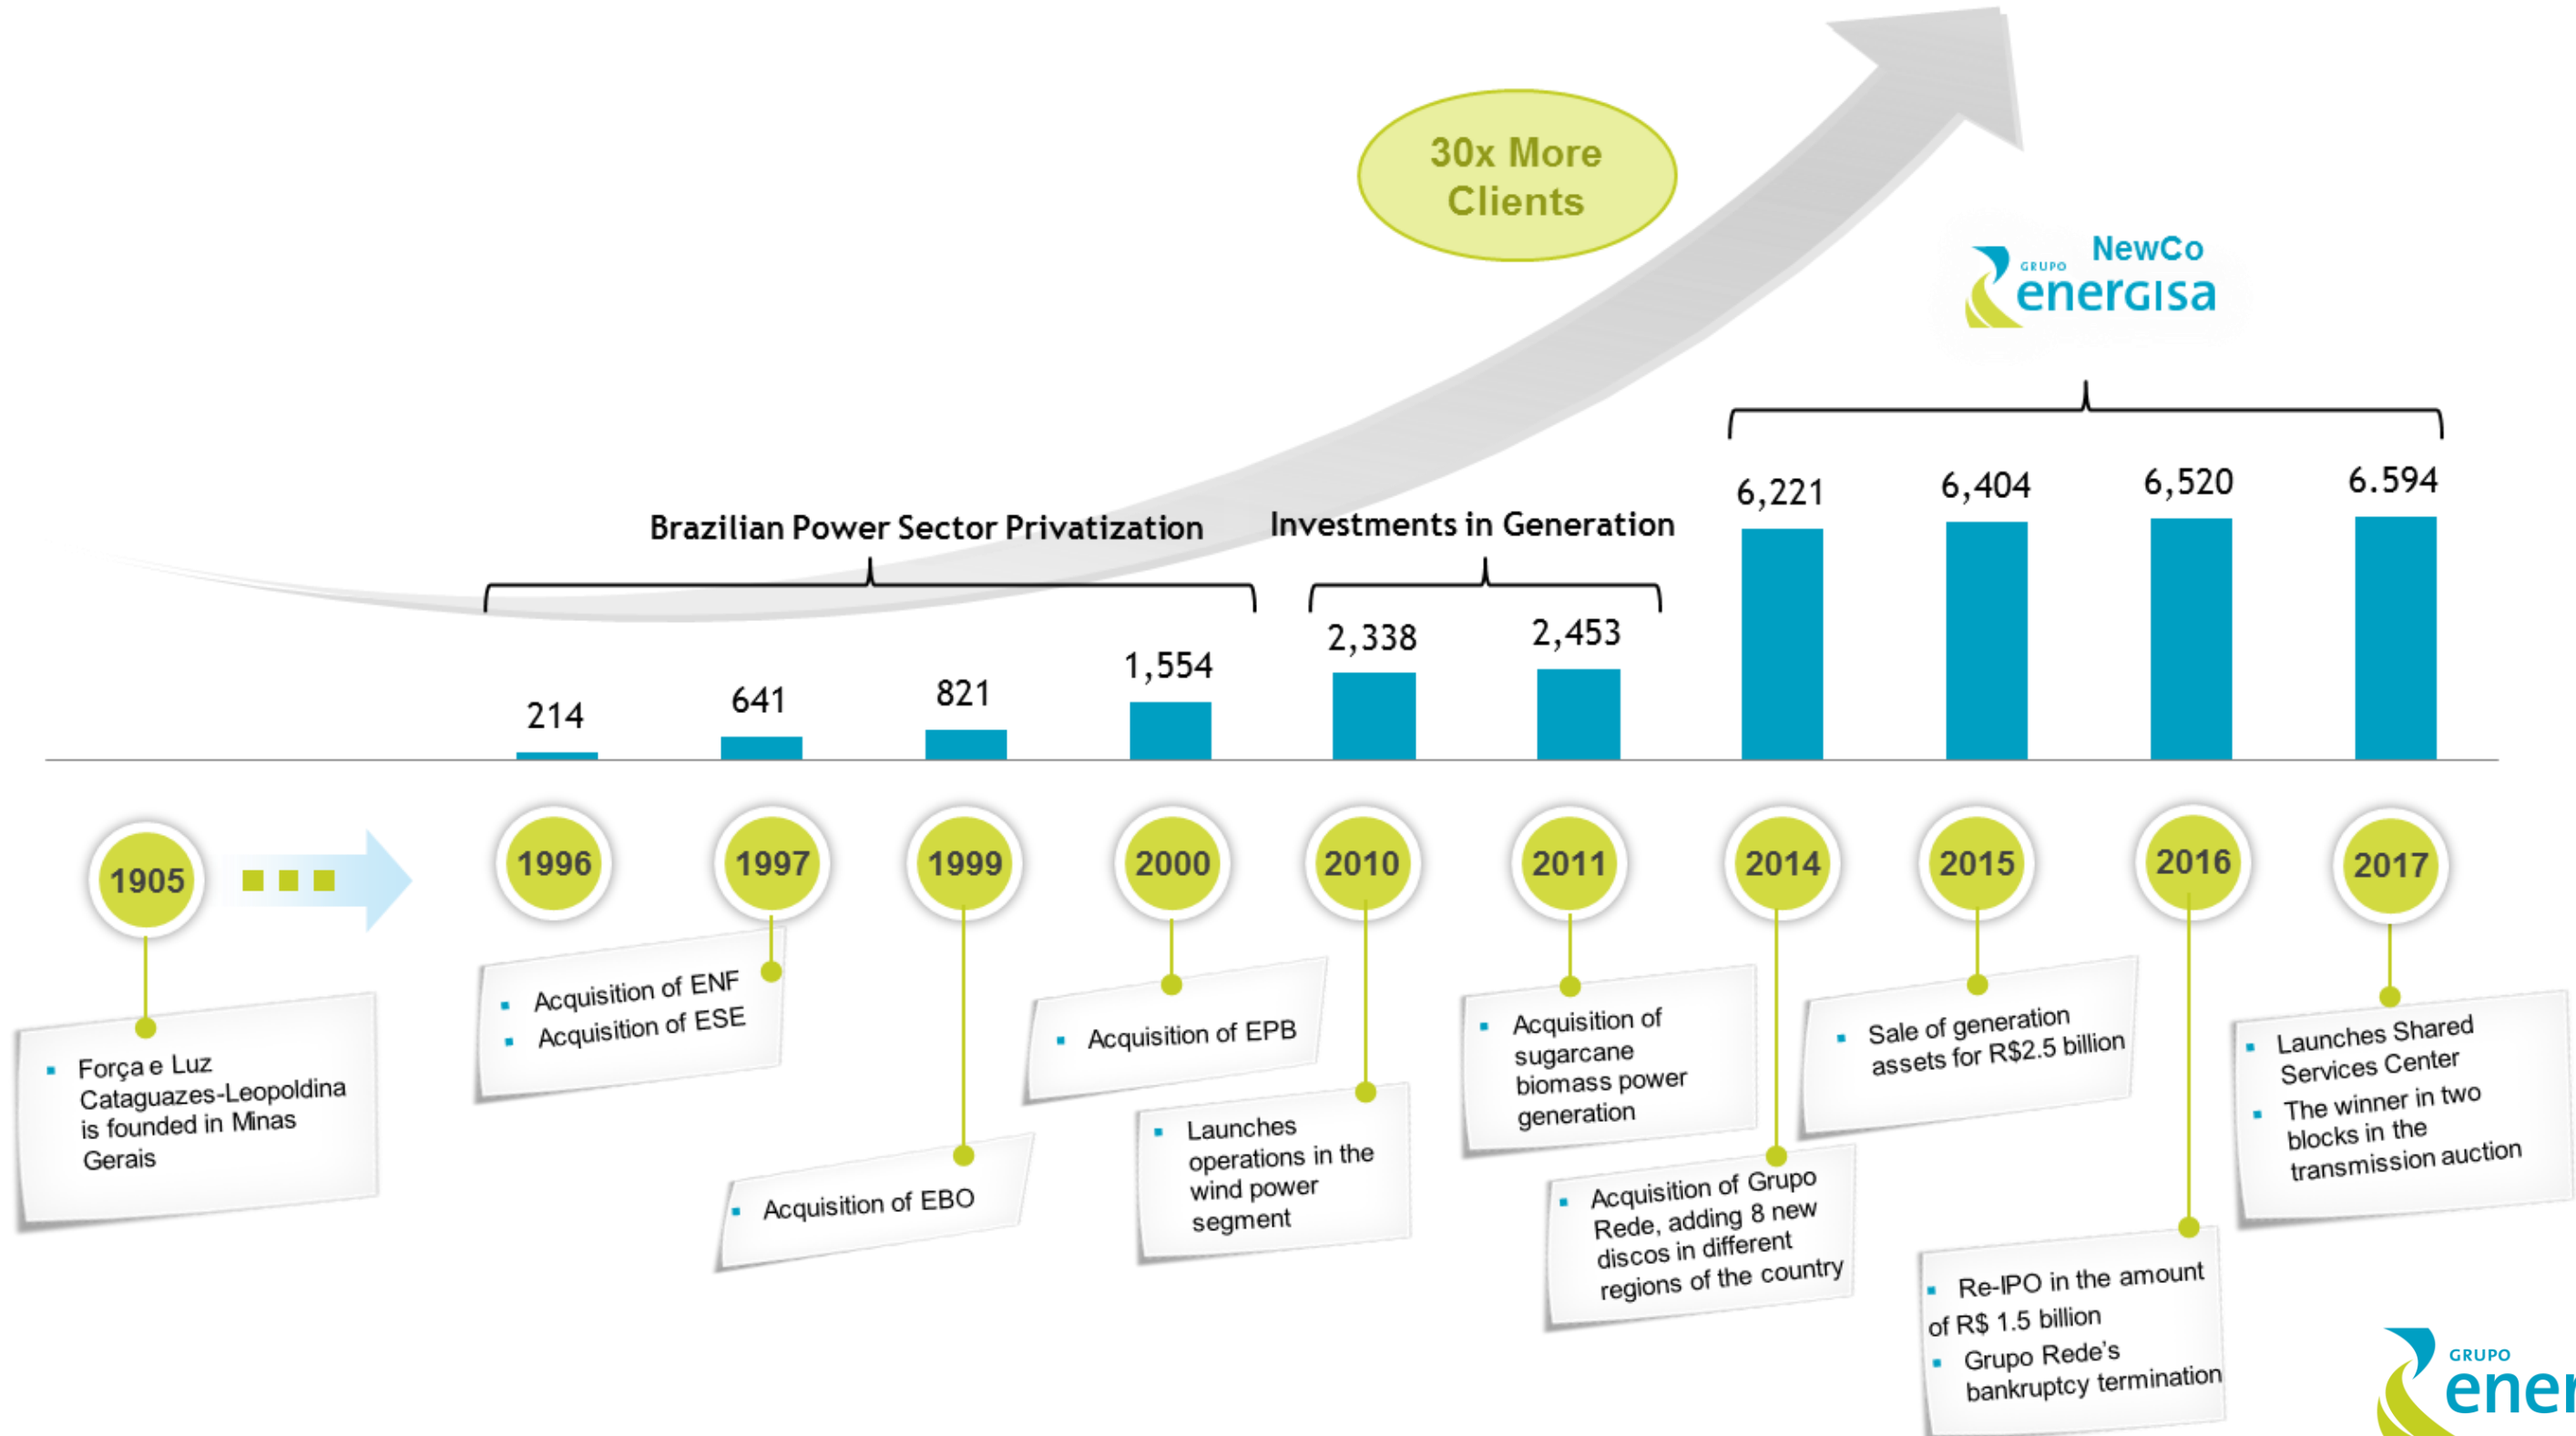 30x More
Clients
NewCo
GRUPO
energisa
Brazilian Power Sector Privatization
Investments in Generation
214
641
821
1,554
2,338
2,453
6,221
6,404
6,520
6.594
1905
1996
1997
1999
2000
2010
2011
2014
2015
2016
2017
▪ Força e Luz
Cataguazes-Leopoldina
is founded in Minas
Gerais
▪ Acquisition of ENF
▪ Acquisition of ESE
▪ Acquisition of EBO
▪ Acquisition of EPB
▪ Launches
operations in the
wind power
segment
▪ Acquisition of
sugarcane
biomass power
generation
▪ Acquisition of Grupo
Rede, adding 8 new
discos in different
regions of the country
▪ Sale of generation
assets for R$2.5 billion
▪ Re-IPO in the amount
of R$ 1.5 billion
▪ Grupo Rede’s
bankruptcy termination
▪ Launches Shared
Services Center
▪ The winner in two
blocks in the
transmission auction
GRUPO
ener